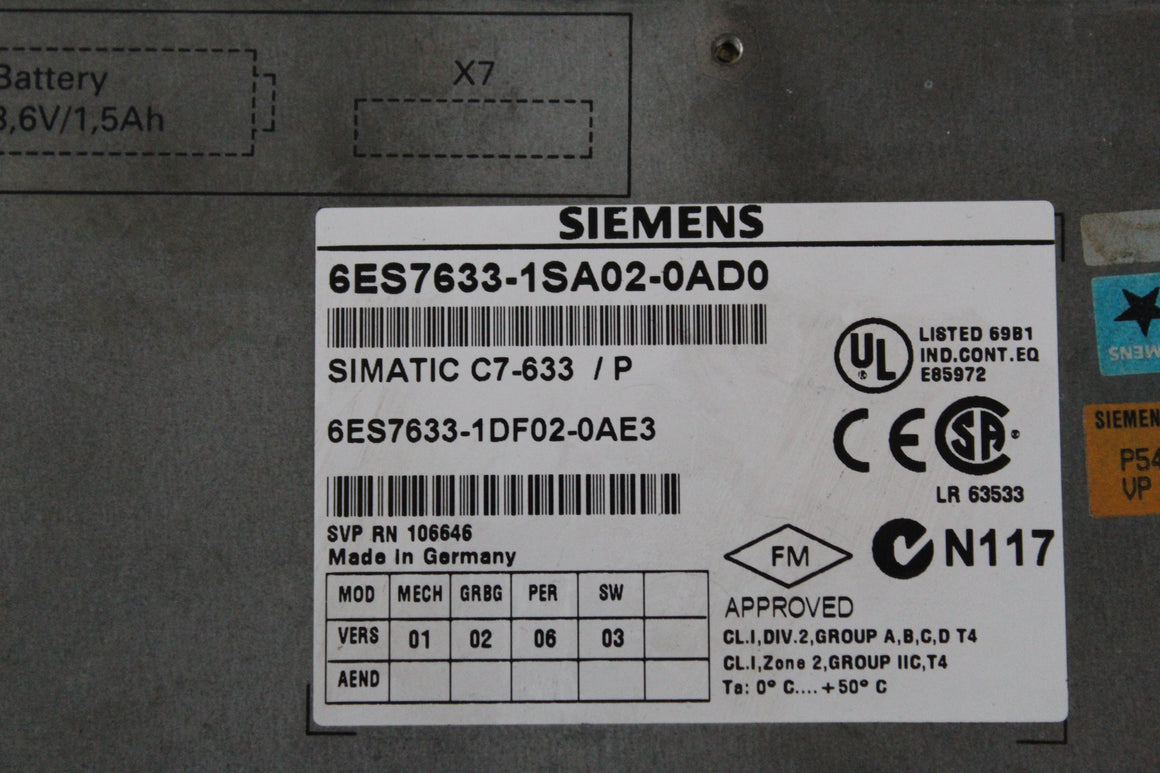 Battery
3,6V/1,5Ah
X7
SIEMENS
6ES7633-1SA02-0AD0
SIMATIC C7-633 / P
6ES7633-1DF02-0AE3
SVP RN 106646
Made in Germany
MOD MECH GRBG PER SW
VERS 01 02 06 03
AEND
UL LISTED 69B1
IND.CONT.EQ
E85972
CE SA
LR 63533
FM N117
APPROVED
CL.I,DIV.2,GROUP A,B,C,D T4
CL.I,Zone 2,GROUP IIC,T4
Ta: 0° C....+50° C
SIEMEN
P54
VP